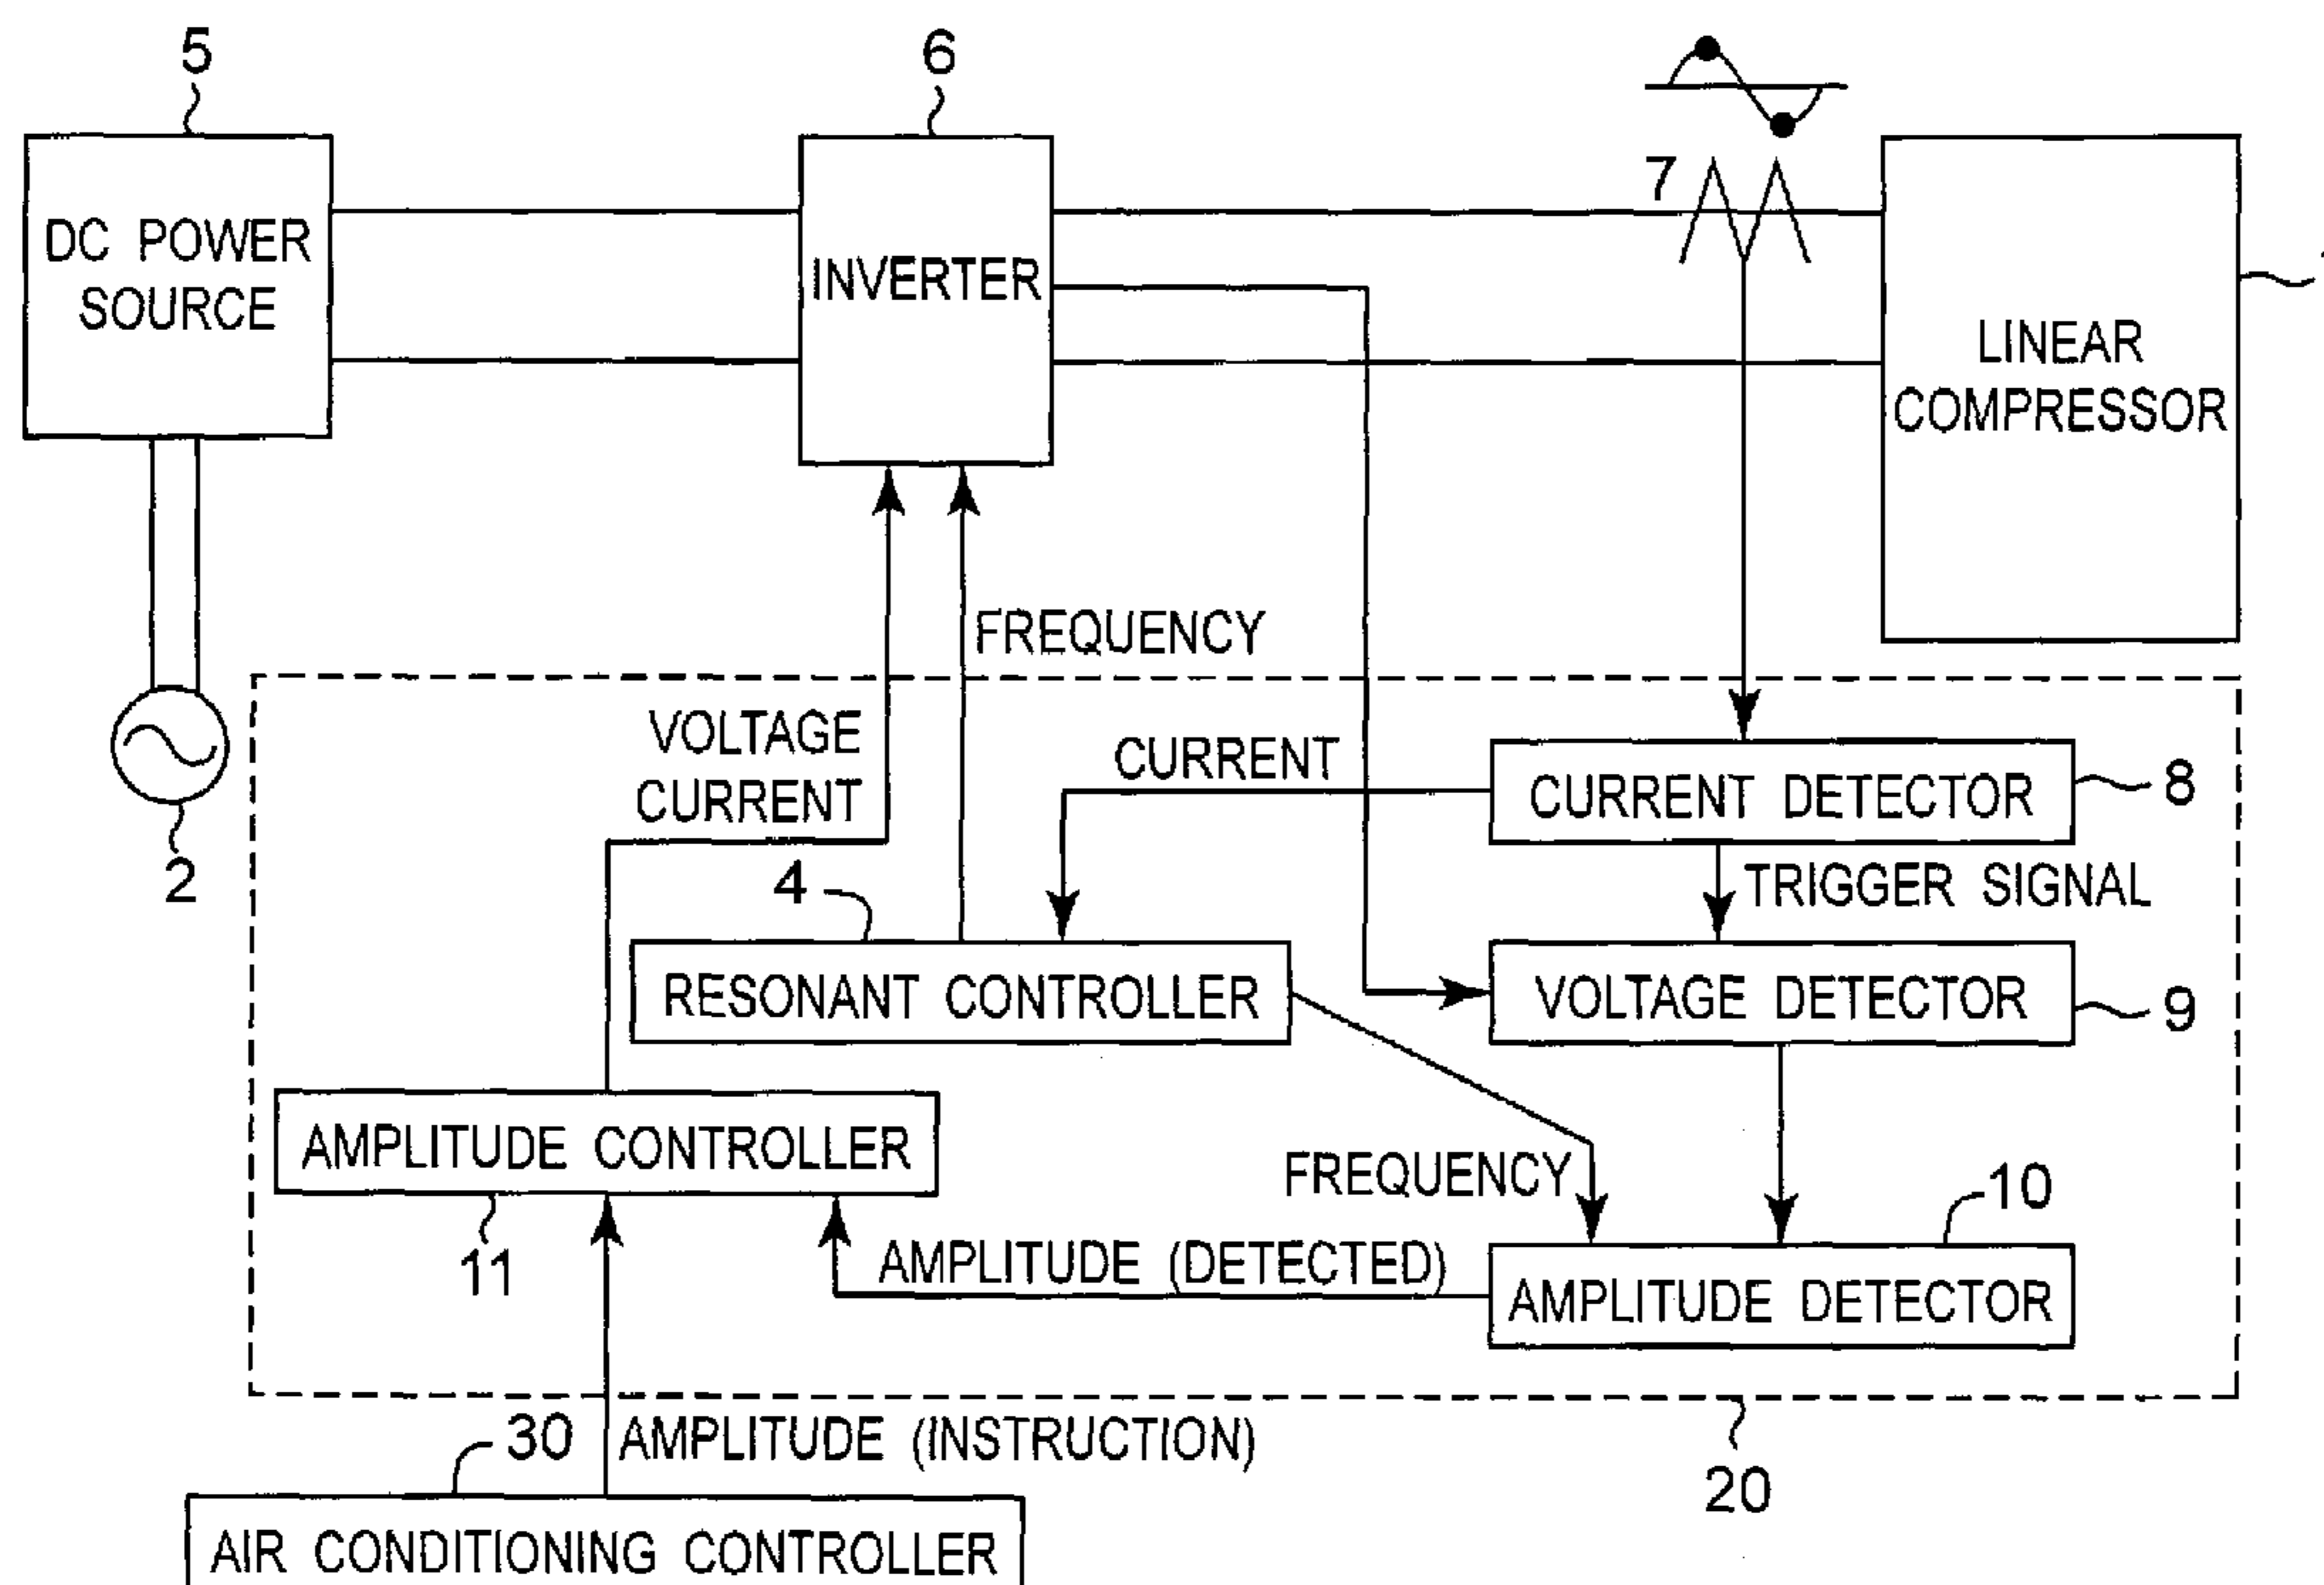 5
6
7
DC POWER
SOURCE
INVERTER
LINEAR
COMPRESSOR
FREQUENCY
VOLTAGE
CURRENT
CURRENT
CURRENT DETECTOR
8
2
4
TRIGGER SIGNAL
RESONANT CONTROLLER
VOLTAGE DETECTOR
9
AMPLITUDE CONTROLLER
FREQUENCY
10
11
AMPLITUDE (DETECTED)
AMPLITUDE DETECTOR
30
AMPLITUDE (INSTRUCTION)
20
AIR CONDITIONING CONTROLLER